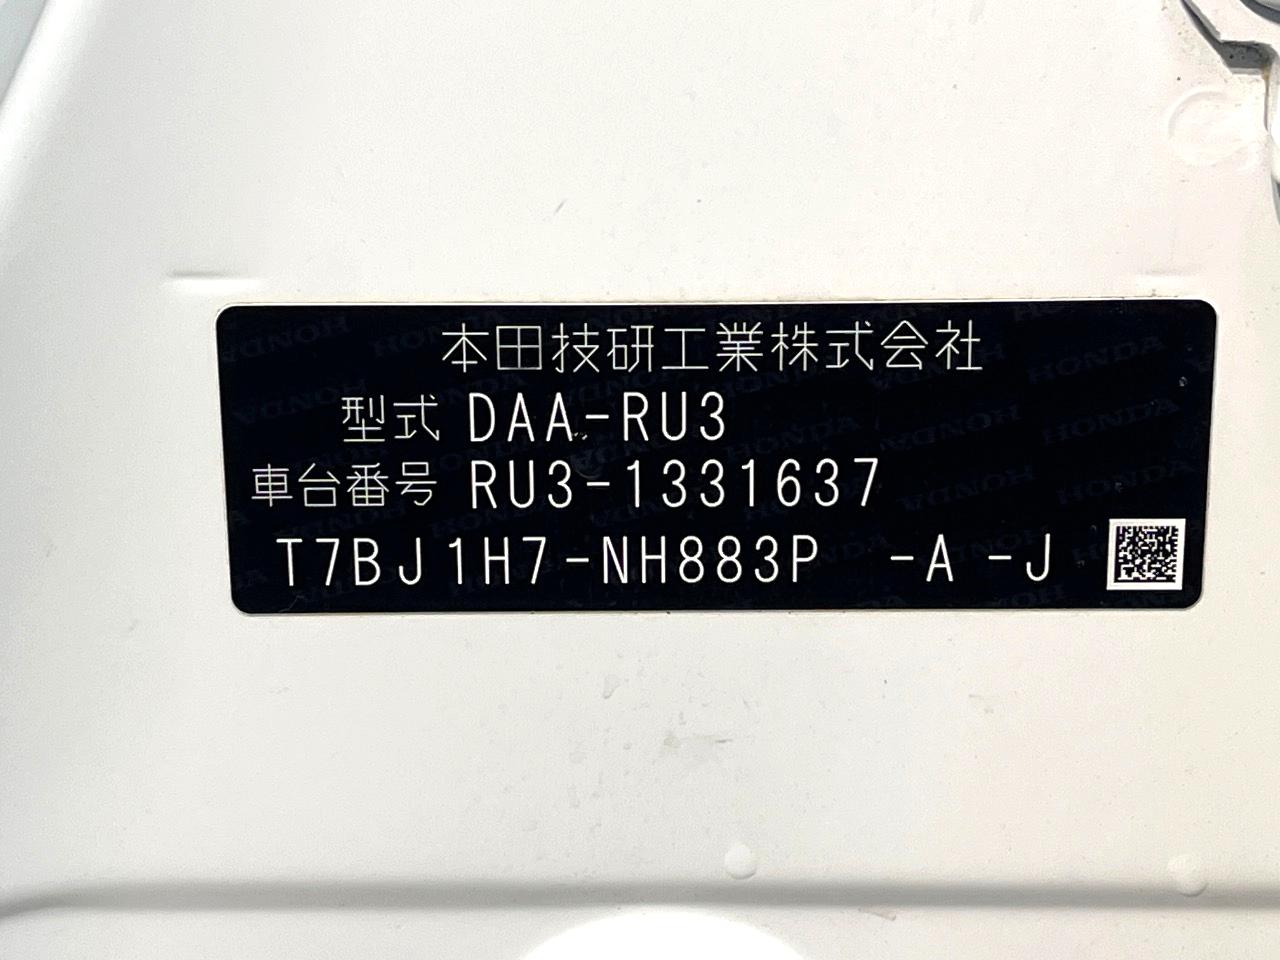 本田技研工業株式会社
型式 DAA-RU3
車台番号 RU3-1331637
T7BJ1H7-NH883P -A -J